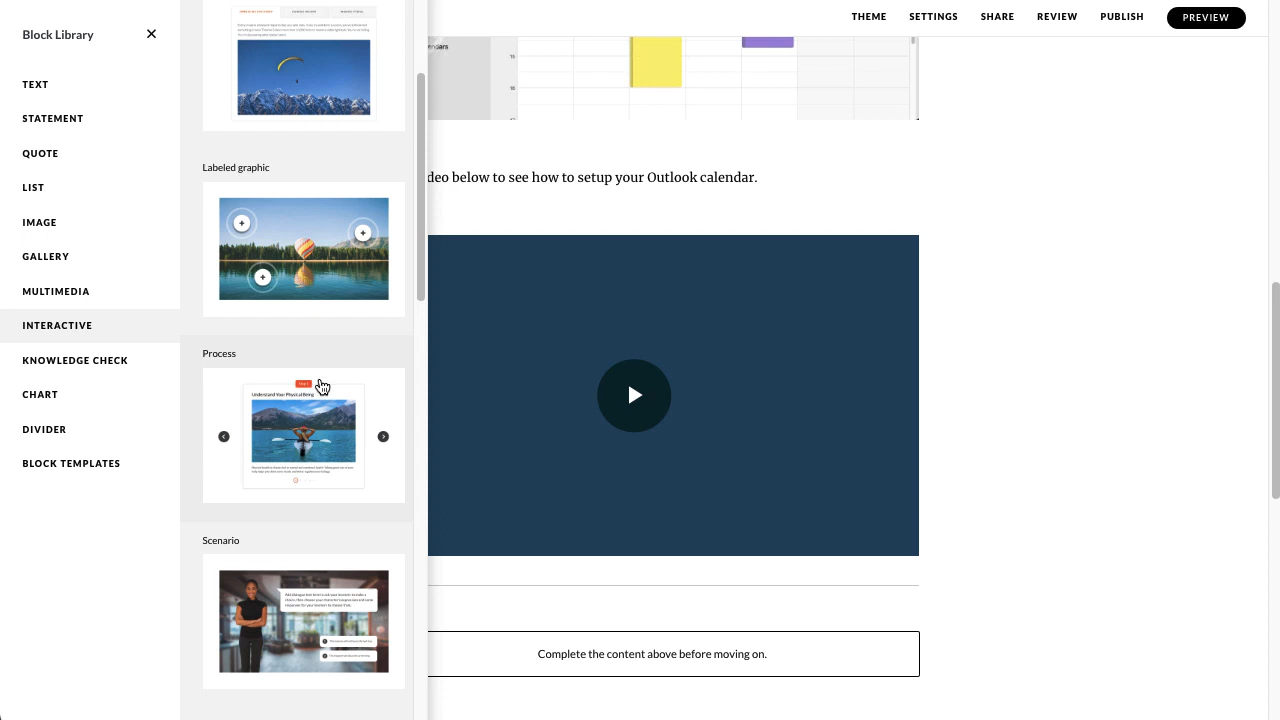 Block Library
TEXT
STATEMENT
QUOTE
LIST
IMAGE
GALLERY
MULTIMEDIA
INTERACTIVE
KNOWLEDGE CHECK
CHART
DIVIDER
BLOCK TEMPLATES
Labeled graphic
Process
Understand Your Physical Being
Scenario
THEME
SETTINGS
SHARE
REVIEW
PUBLISH
PREVIEW
deo below to see how to setup your Outlook calendar.
Complete the content above before moving on.